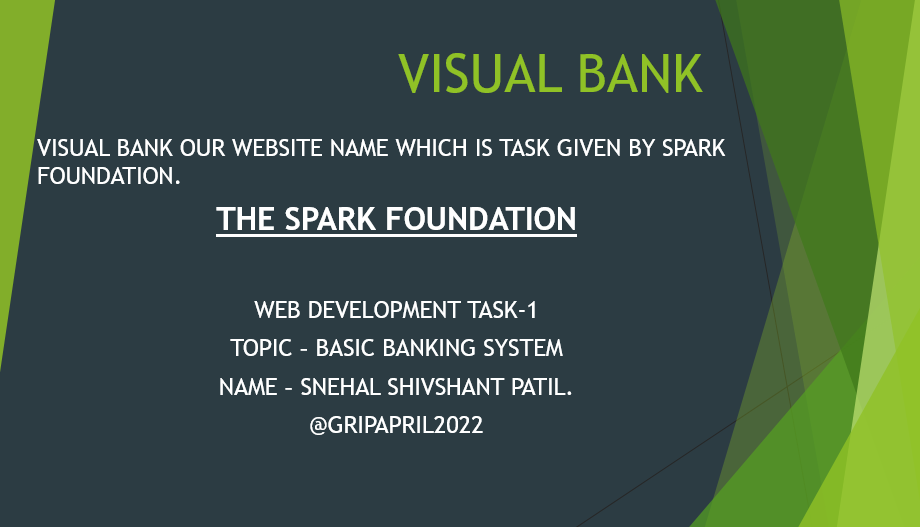 VISUAL BANK
VISUAL BANK OUR WEBSITE NAME WHICH IS TASK GIVEN BY SPARK
FOUNDATION.
THE SPARK FOUNDATION
WEB DEVELOPMENT TASK-1
TOPIC – BASIC BANKING SYSTEM
NAME – SNEHAL SHIVSHANT PATIL.
@GRIPAPRIL2022